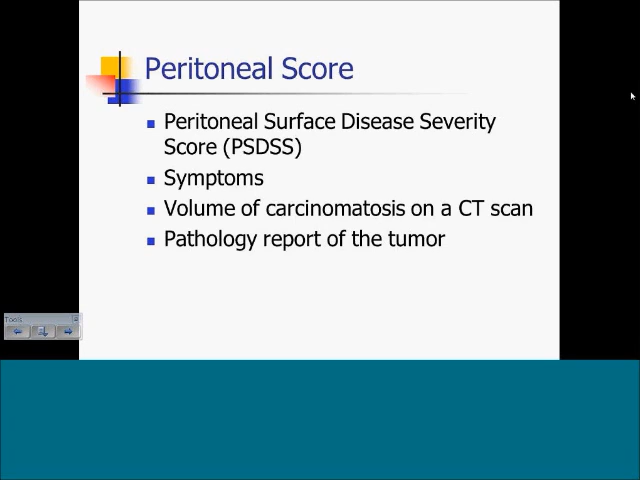 Peritoneal Score
Peritoneal Surface Disease Severity
Score (PSDSS)
Symptoms
Volume of carcinomatosis on a CT scan
Pathology report of the tumor
Tools